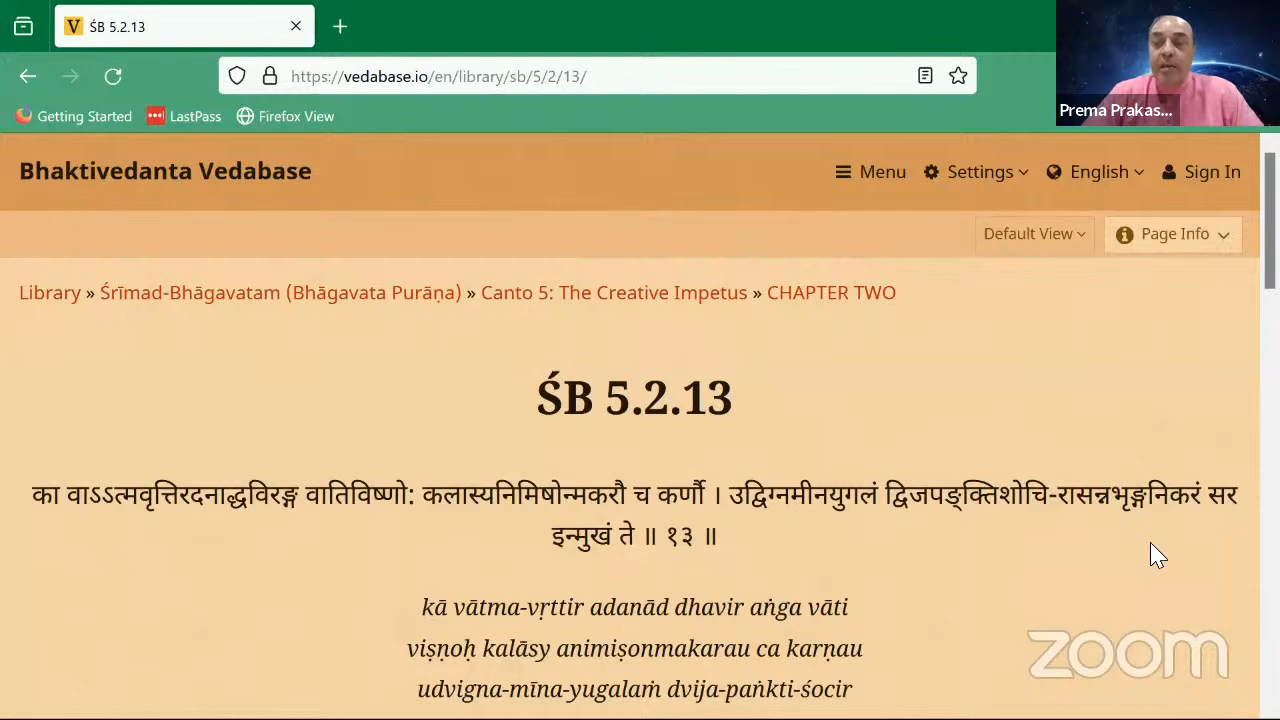 V ŚB 5.2.13
https://vedabase.io/en/library/sb/5/2/13/
Prema Prakas...
Getting Started LastPass Firefox View
Bhaktivedanta Vedabase Menu Settings English Sign In
Default View Page Info
Library » Śrīmad-Bhāgavatam (Bhāgavata Purāṇa) » Canto 5: The Creative Impetus » CHAPTER TWO
ŚB 5.2.13
का वाऽऽत्मवृत्तिरदनाद्धविरङ्ग वातिविष्णो: कलास्यनिमिषोन्मकरौ च कर्णौ । उद्विग्नमीनयुगलं द्विजपङ्क्तिशोचि-रासन्नभृङ्गनिकरं सर
इन्मुखं ते ॥ १३ ॥
kā vātma-vṛttir adanād dhavir aṅga vāti
viṣṇoḥ kalāsy animiṣonmakarau ca karṇau
udvigna-mīna-yugalaṁ dvija-paṅkti-śocir
zoom